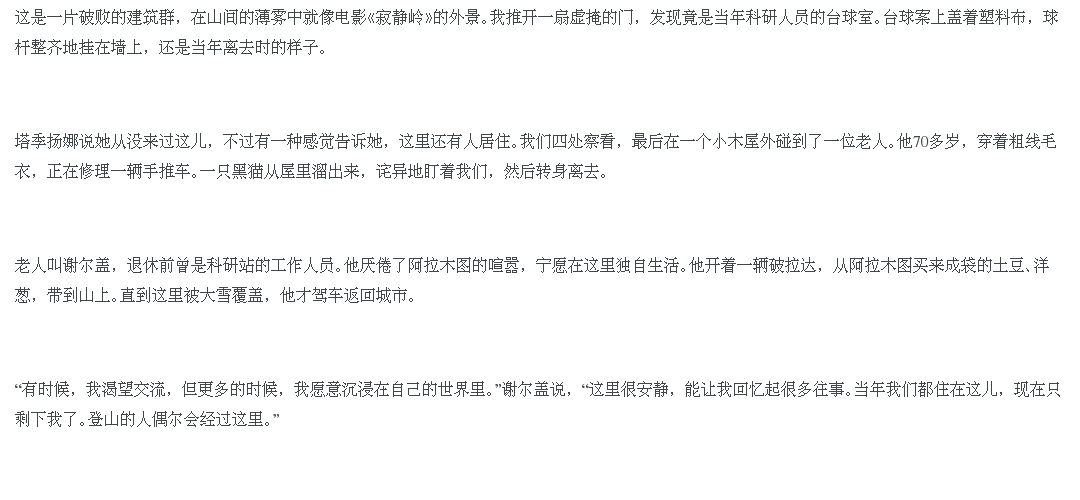 这是一片破败的建筑群，在山间的薄雾中就像电影《寂静岭》的外景。我推开一扇虚掩的门，发现竟是当年科研人员的台球室。台球案上盖着塑料布，球
杆整齐地挂在墙上，还是当年离去时的样子。
塔季扬娜说她从没来过这儿，不过有一种感觉告诉她，这里还有人居住。我们四处察看，最后在一个小木屋外碰到了一位老人。他70多岁，穿着粗线毛
衣，正在修理一辆手推车。一只黑猫从屋里溜出来，诧异地盯着我们，然后转身离去。
老人叫谢尔盖，退休前曾是科研站的工作人员。他厌倦了阿拉木图的喧嚣，宁愿在这里独自生活。他开着一辆破拉达，从阿拉木图买来成袋的土豆、洋
葱，带到山上。直到这里被大雪覆盖，他才驾车返回城市。
“有时候，我渴望交流，但更多的时候，我愿意沉浸在自己的世界里。”谢尔盖说，“这里很安静，能让我回忆起很多往事。当年我们都住在这儿，现在只
剩下我了。登山的人偶尔会经过这里。”